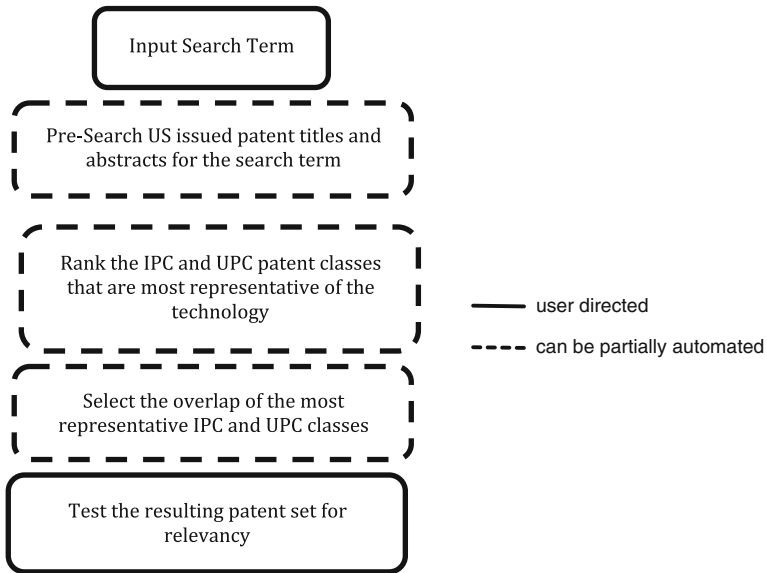 Input Search Term
Pre-Search US issued patent titles and
abstracts for the search term
Rank the IPC and UPC patent classes
that are most representative of the
technology
Select the overlap of the most
representative IPC and UPC classes
Test the resulting patent set for
relevancy
user directed
can be partially automated